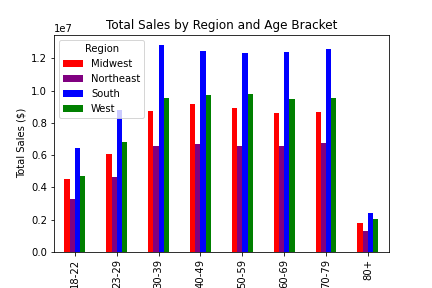 Total Sales by Region and Age Bracket
1e7
Total Sales ($)
1.2
1.0
0.8
0.6
0.4
0.2
0.0
Region
Midwest
Northeast
South
West
18-22
23-29
30-39
40-49
50-59
60-69
70-79
80+